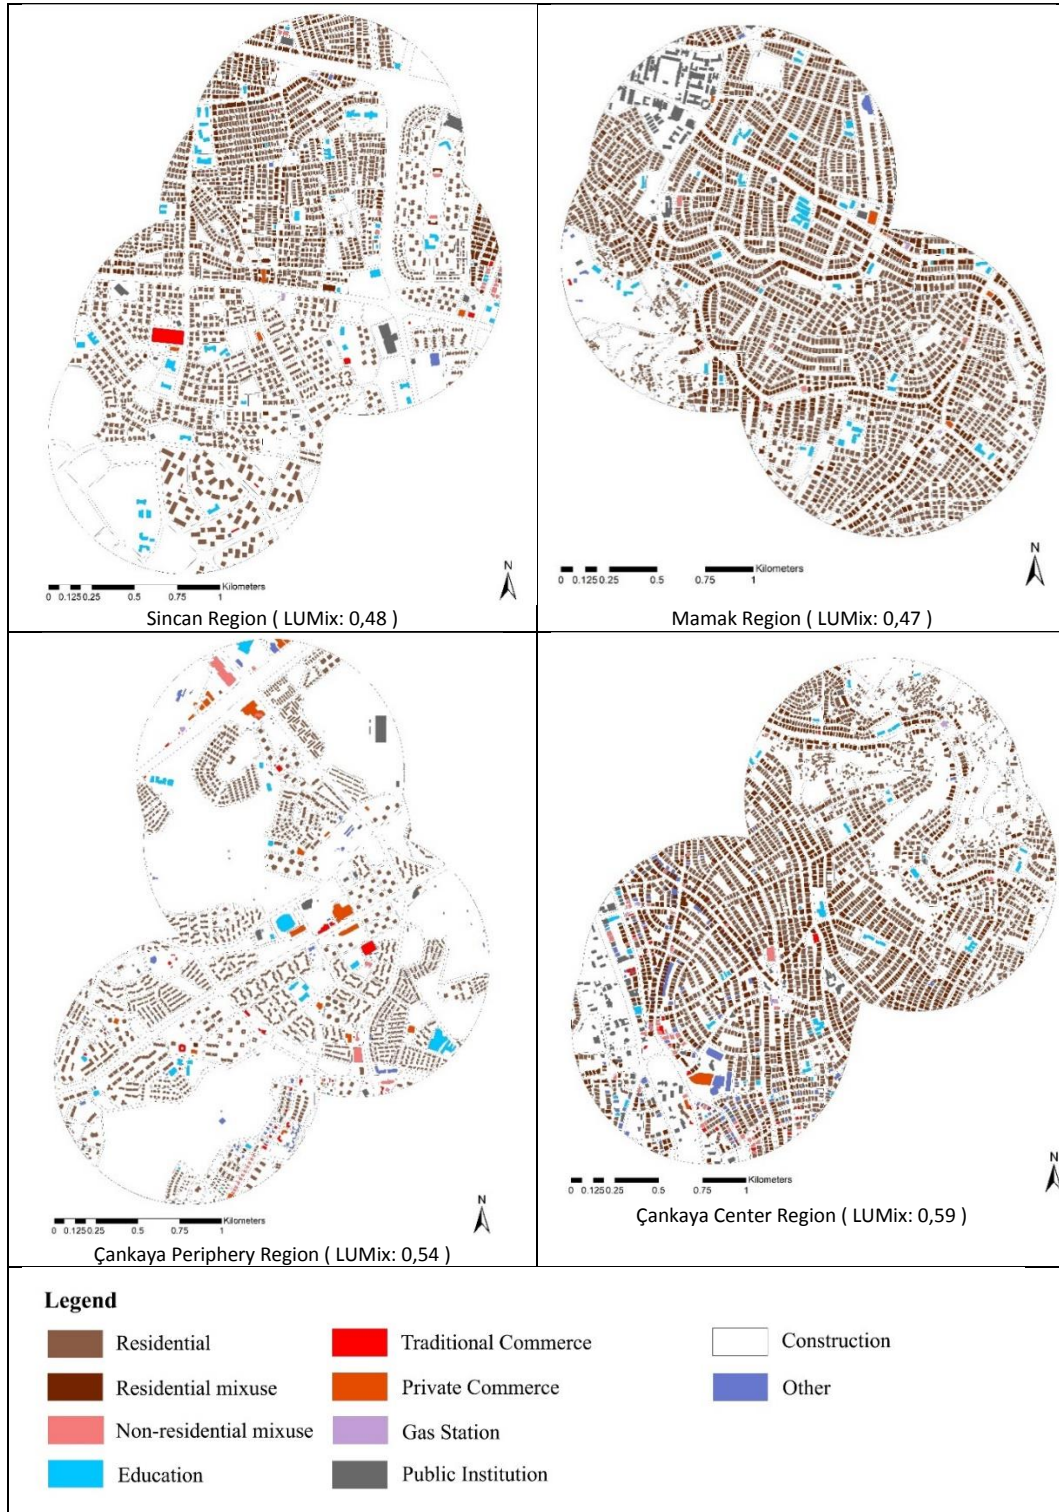 N
Kilometers
0 0.125 0.25 0.5 0.75 1
Sincan Region ( LUMix: 0,48 )
N
Kilometers
0 0.125 0.25 0.5 0.75 1
Mamak Region ( LUMix: 0,47 )
N
Kilometers
0 0.125 0.25 0.5 0.75 1
Çankaya Periphery Region ( LUMix: 0,54 )
N
Kilometers
0 0.125 0.25 0.5 0.75 1
Çankaya Center Region ( LUMix: 0,59 )
Legend
Residential
Residential mixuse
Non-residential mixuse
Education
Traditional Commerce
Private Commerce
Gas Station
Public Institution
Construction
Other